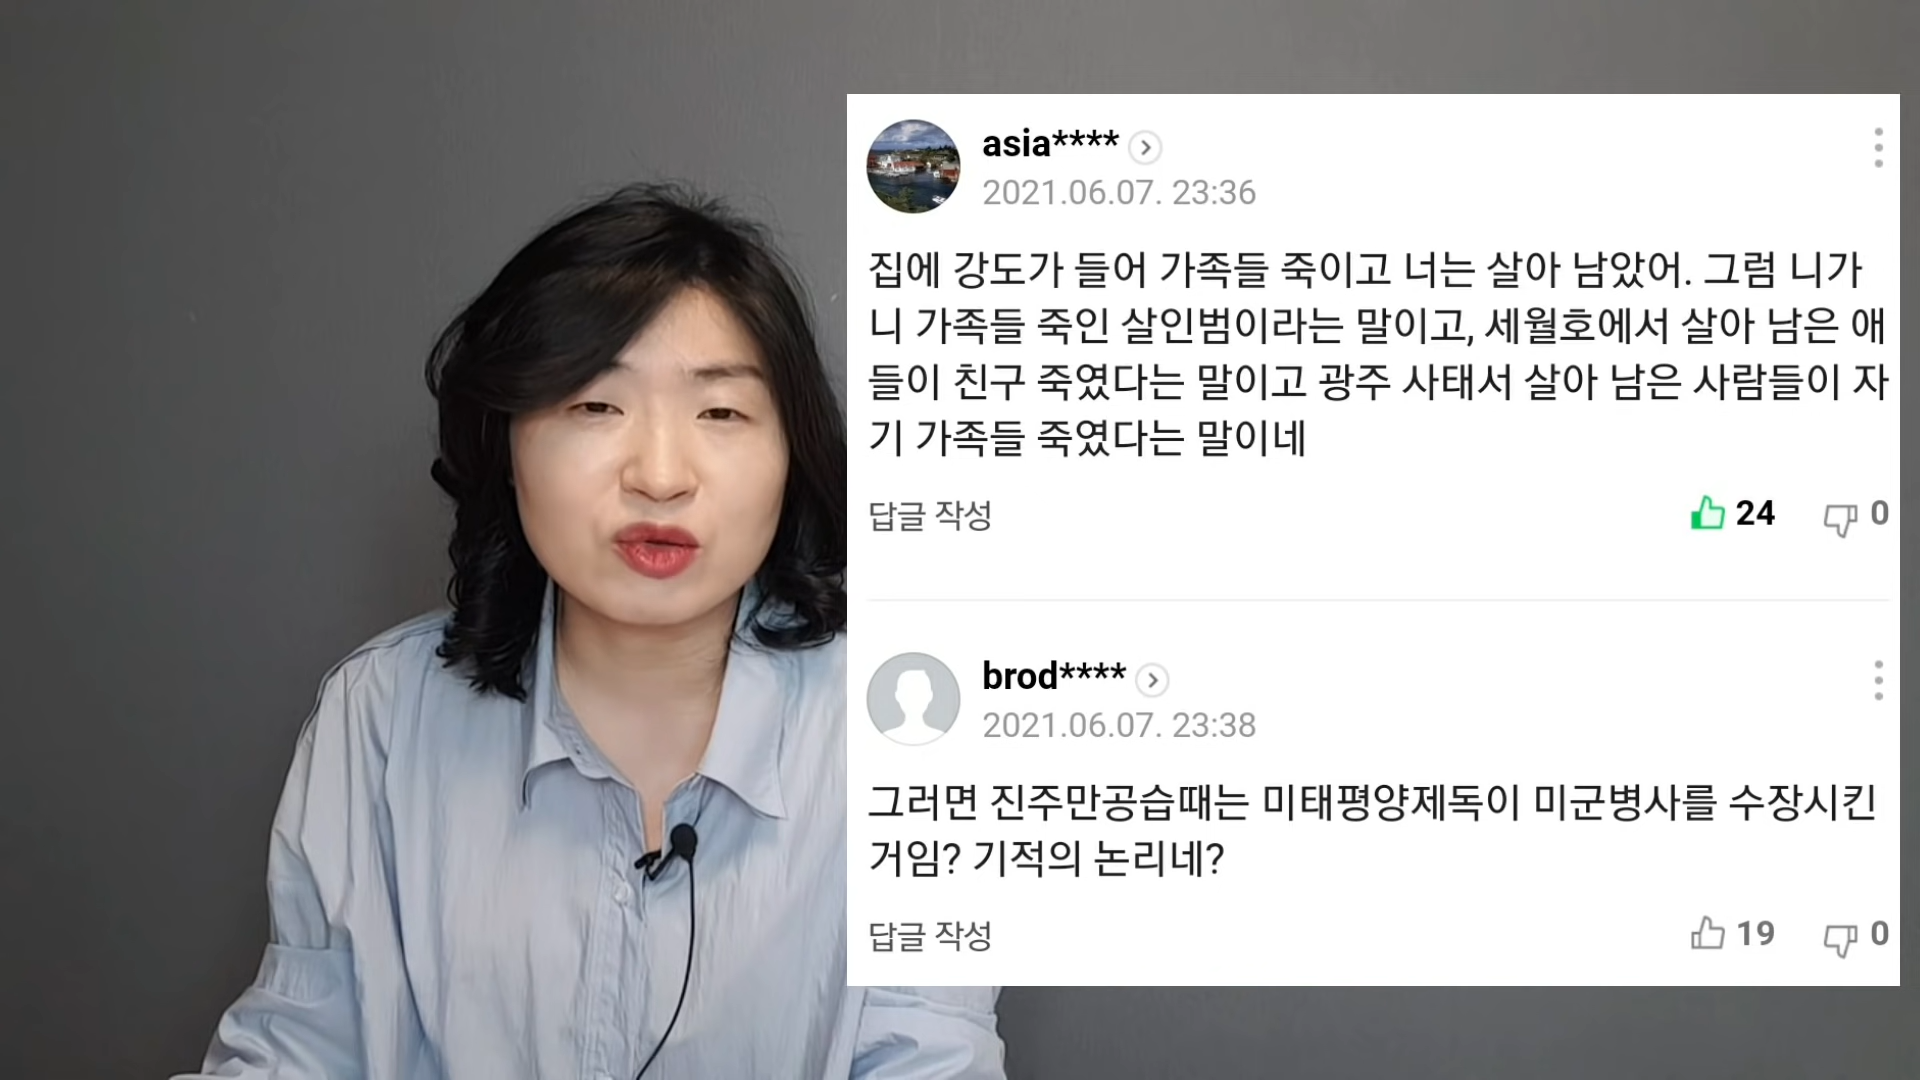 asia****
2021.06.07. 23:36
집에 강도가 들어 가족들 죽이고 너는 살아 남았어. 그럼 니가
니 가족들 죽인 살인범이라는 말이고, 세월호에서 살아 남은 애
들이 친구 죽였다는 말이고 광주 사태서 살아 남은 사람들이 자
기 가족들 죽였다는 말이네
답글 작성
24
0
brod****
2021.06.07. 23:38
그러면 진주만공습때는 미태평양제독이 미군병사를 수장시킨
거임? 기적의 논리네?
답글 작성
19
0